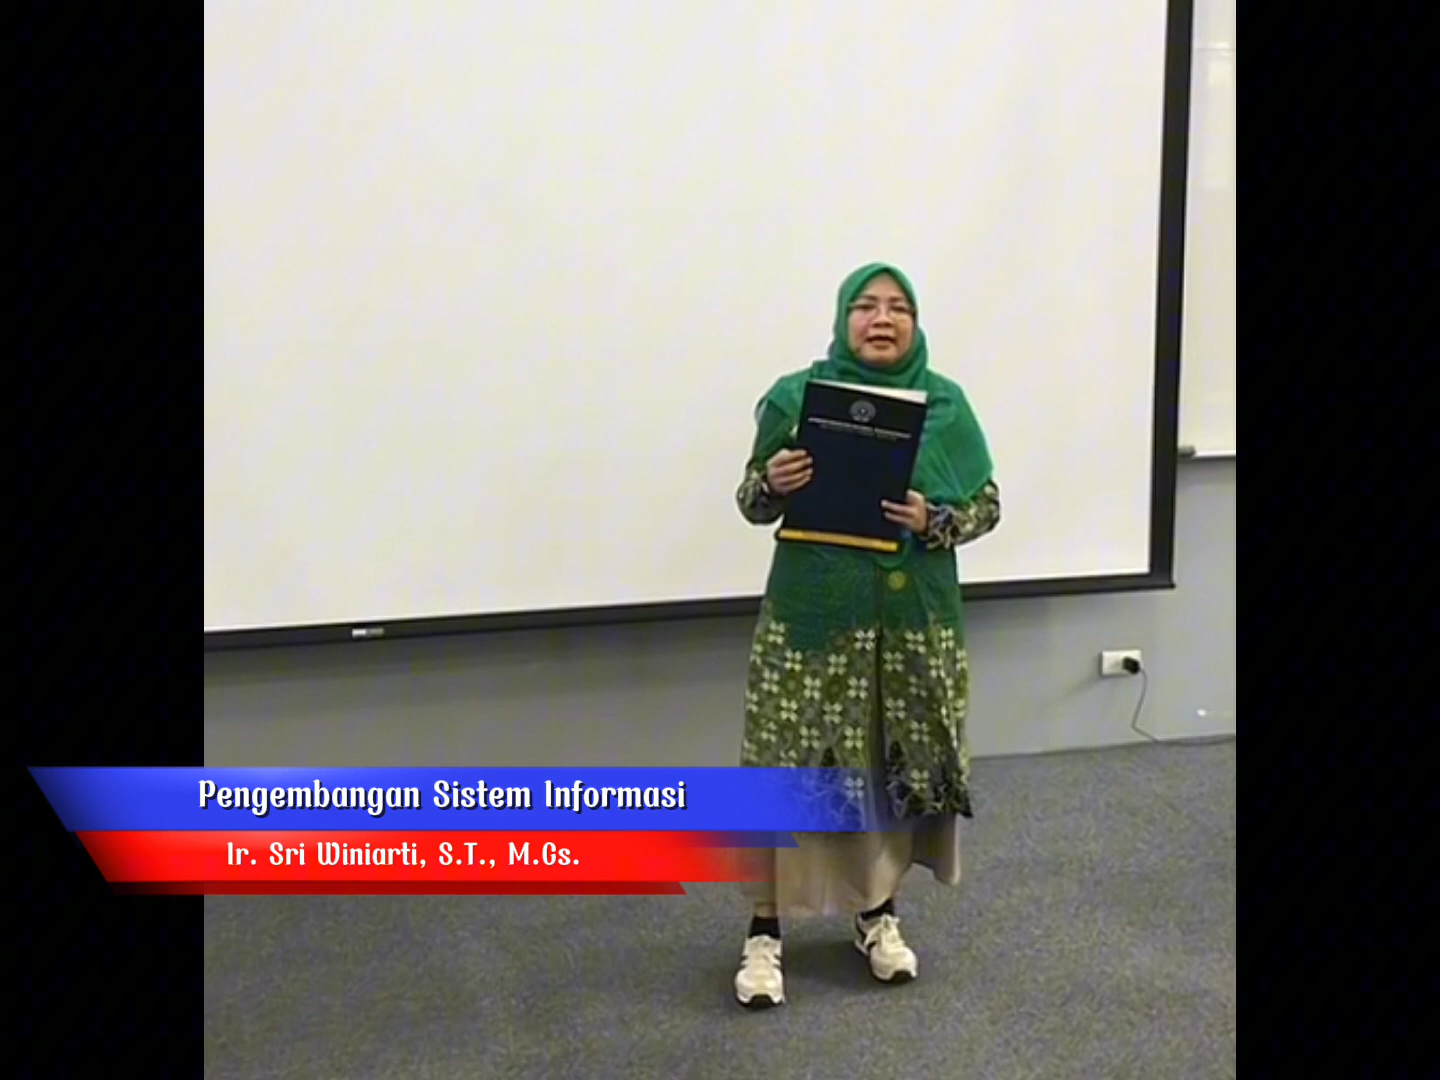 Pengembangan Sistem Informasi
Ir. Sri Winiarti, S.T., M.Cs.